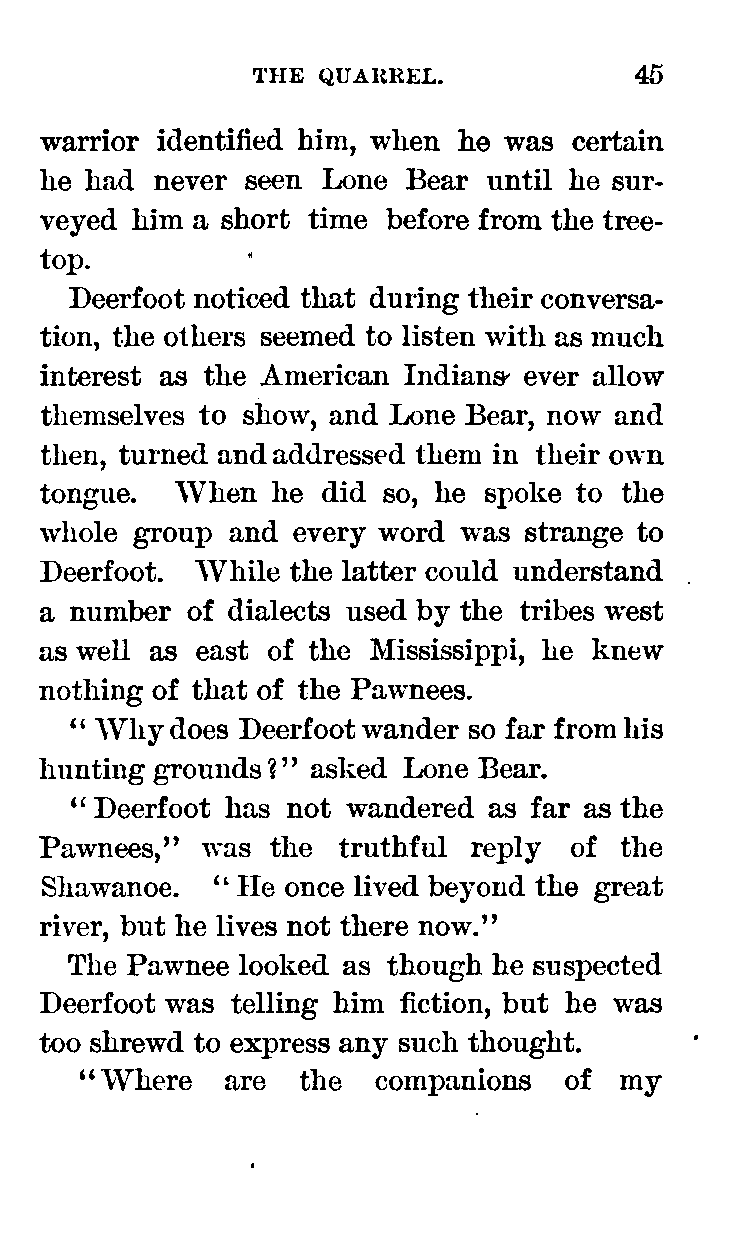 THE QUARREL. 45
warrior identified him, when he was certain
he had never seen Lone Bear until he sur-
veyed him a short time before from the tree-
top.
Deerfoot noticed that during their conversa-
tion, the others seemed to listen with as much
interest as the American Indians ever allow
themselves to show, and Lone Bear, now and
then, turned and addressed them in their own
tongue. When he did so, he spoke to the
whole group and every word was strange to
Deerfoot. While the latter could understand
a number of dialects used by the tribes west
as well as east of the Mississippi, he knew
nothing of that of the Pawnees.
"Why does Deerfoot wander so far from his
hunting grounds?" asked Lone Bear.
"Deerfoot has not wandered as far as the
Pawnees," was the truthful reply of the
Shawanoe. "He once lived beyond the great
river, but he lives not there now."
The Pawnee looked as though he suspected
Deerfoot was telling him fiction, but he was
too shrewd to express any such thought.
"Where are the companions of my